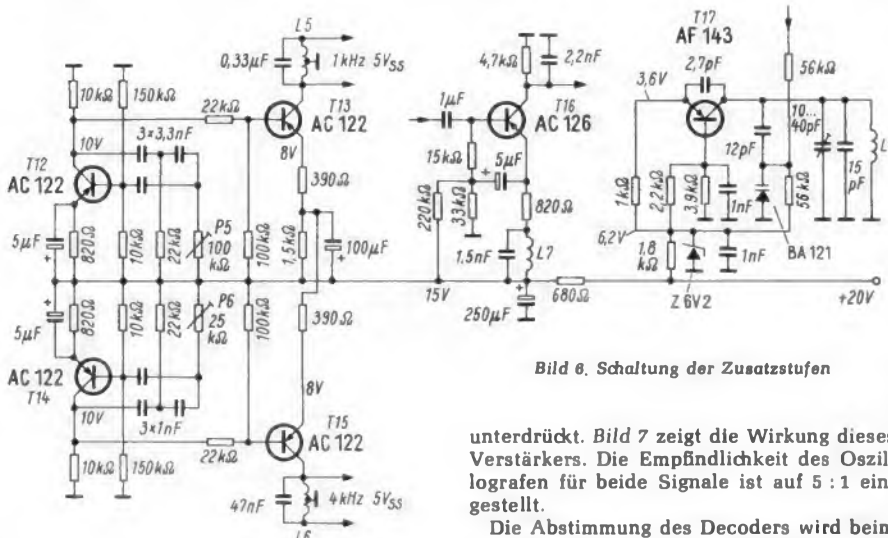 L5
0,33µF
1kHz 5Vss
10kΩ
150kΩ
22kΩ
T13
AC 122
10V
3×3,3nF
8V
T12
AC 122
390Ω
5µF
820Ω
10kΩ
22kΩ
P5
100
kΩ
100kΩ
1,5kΩ
100µF
5µF
820Ω
10kΩ
22kΩ
P6
25
kΩ
100kΩ
390Ω
AC 122
T14
10V
3×1nF
8V
T15
AC 122
22kΩ
10kΩ
150kΩ
47nF
4kHz 5Vss
L6
4,7kΩ
2,2nF
1µF
T16
AC 126
15kΩ
5µF
220kΩ
33kΩ
820Ω
1,5nF
L7
15V
250µF
680Ω
T17
AF 143
2,7pF
56kΩ
3,6V
10...
40pF
12pF
15
pF
L
1kΩ
2,2kΩ
3,9kΩ
1nF
56kΩ
6,2V
1,8
kΩ
1nF
BA 121
Z 6V2
+20V
Bild 6. Schaltung der Zusatzstufen
unterdrückt. Bild 7 zeigt die Wirkung dieses
Verstärkers. Die Empfindlichkeit des Oszil-
lografen für beide Signale ist auf 5 : 1 ein
gestellt.
Die Abstimmung des Decoders wird beim